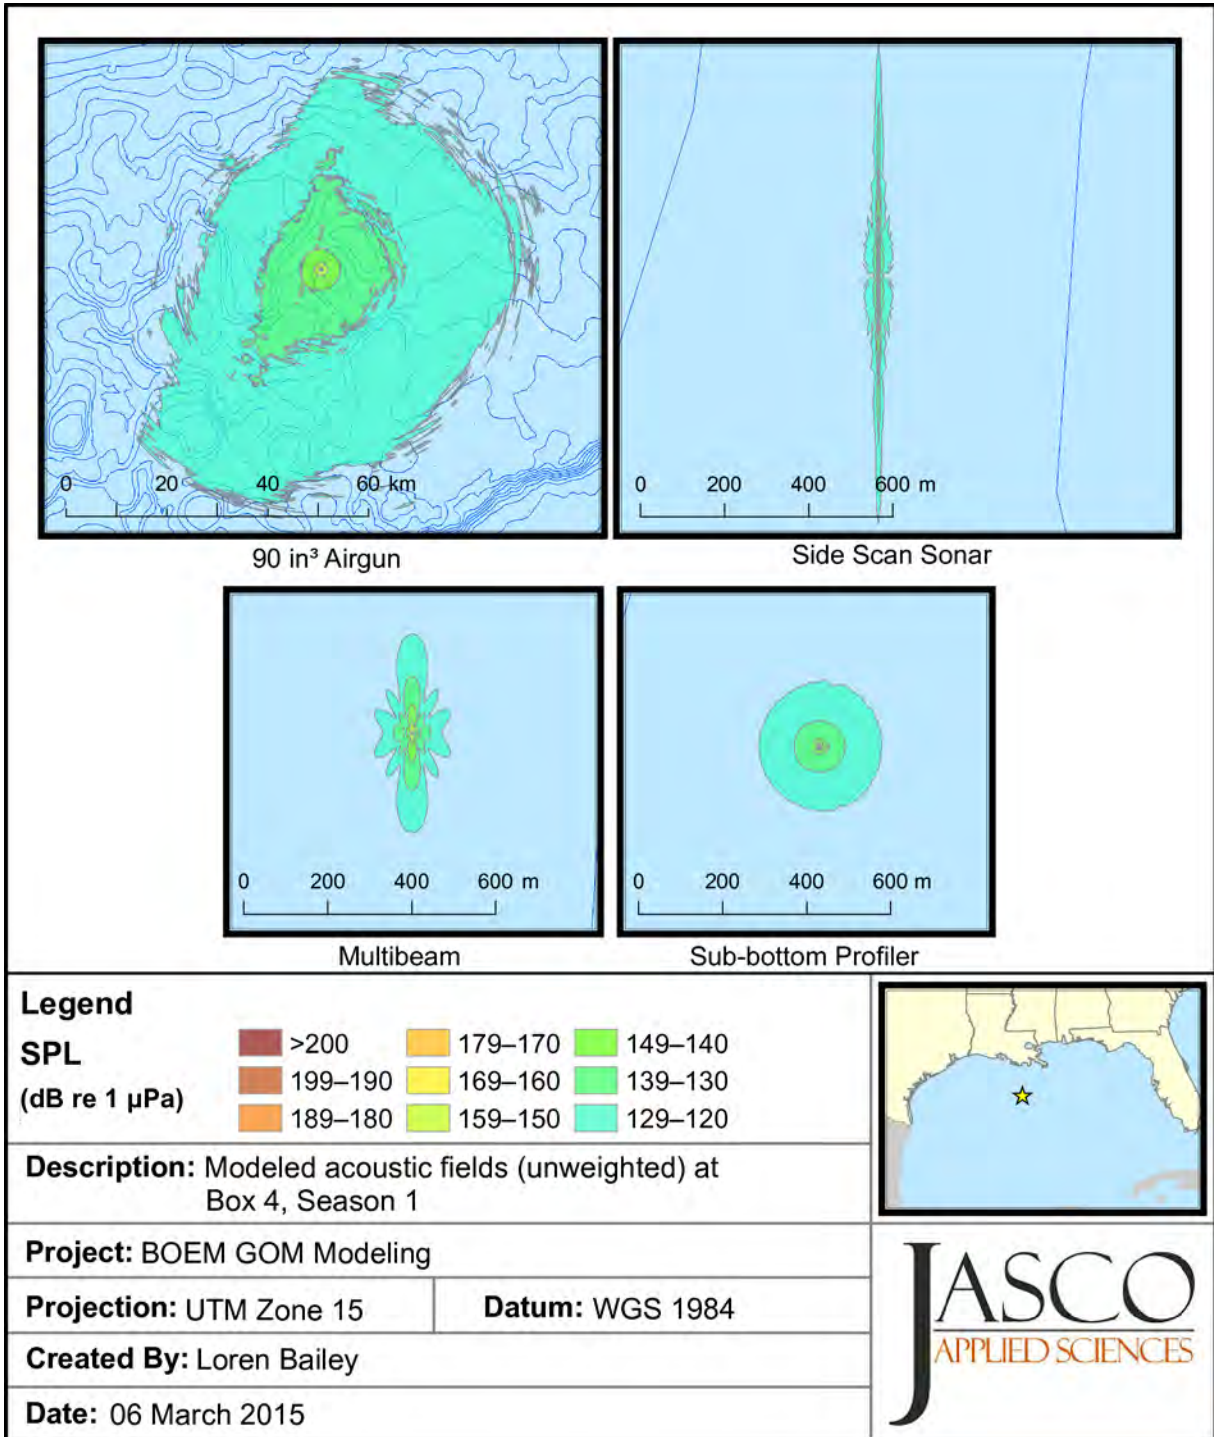 0 20 40 60 km
90 in³ Airgun
0 200 400 600 m
Side Scan Sonar
0 200 400 600 m
Multibeam
0 200 400 600 m
Sub-bottom Profiler
Legend
SPL
(dB re 1 µPa)
>200 179–170 149–140
199–190 169–160 139–130
189–180 159–150 129–120
Description: Modeled acoustic fields (unweighted) at
Box 4, Season 1
Project: BOEM GOM Modeling
Projection: UTM Zone 15 Datum: WGS 1984
Created By: Loren Bailey
Date: 06 March 2015
JASCO
APPLIED SCIENCES